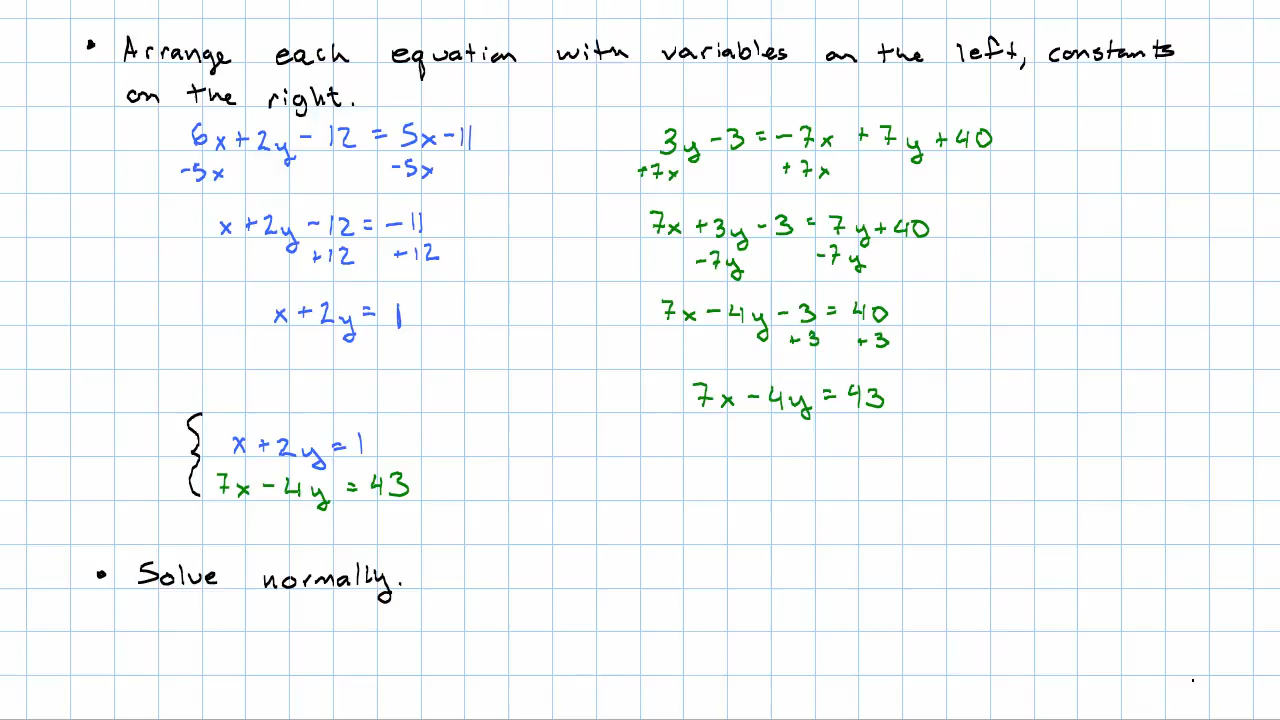 • Arrange each equation with variables on the left, constants
on the right.
6x + 2y - 12 = 5x - 11
-5x -5x
x + 2y - 12 = -11
+12 +12
x + 2y = 1
3y - 3 = -7x + 7y + 40
+7x +7x
7x + 3y - 3 = 7y + 40
-7y -7y
7x - 4y - 3 = 40
+3 +3
7x - 4y = 43
{ x + 2y = 1
7x - 4y = 43
• Solve normally.